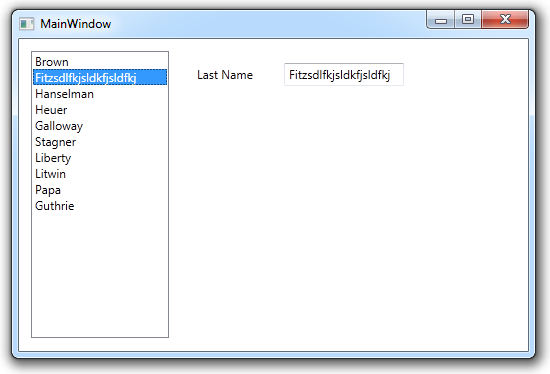 MainWindow
Brown
Fitzsdlfkjsldkfjsldfkj
Hanselman
Heuer
Galloway
Stagner
Liberty
Litwin
Papa
Guthrie
Last Name
Fitzsdlfkjsldkfjsldfkj